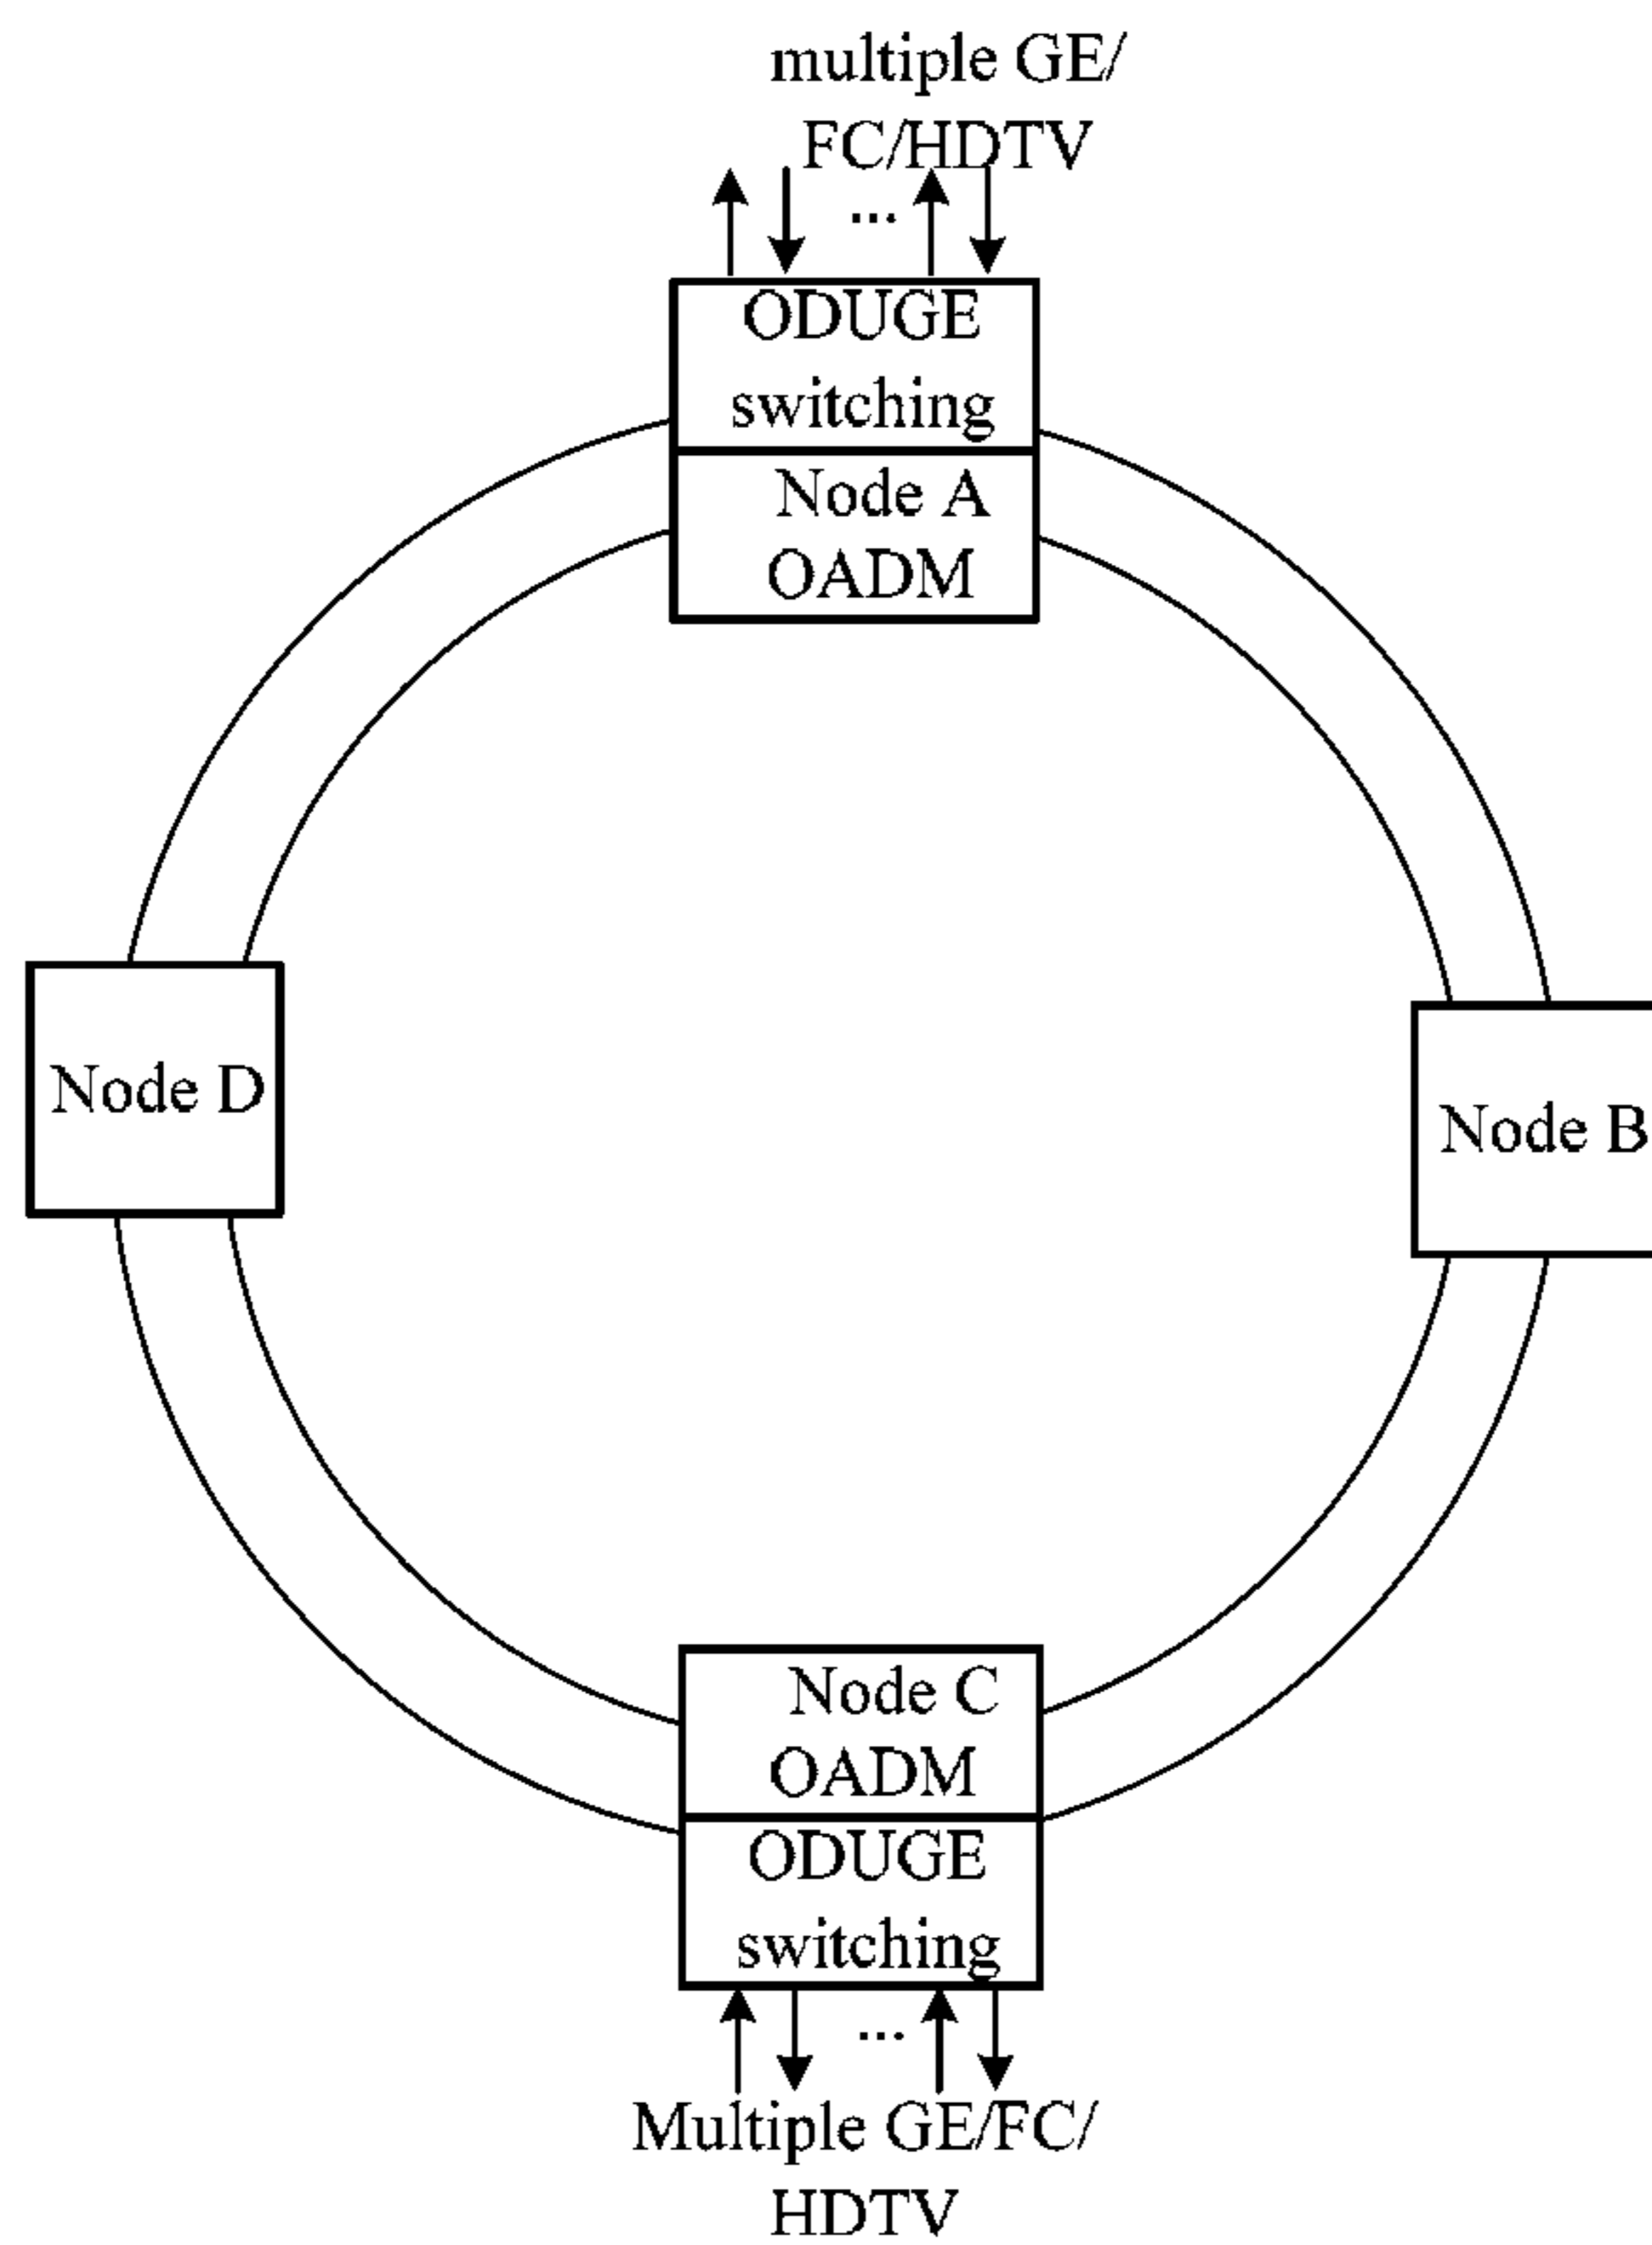 multiple GE/
FC/HDTV
...
ODUGE
switching
Node A
OADM
Node D
Node B
Node C
OADM
ODUGE
switching
...
Multiple GE/FC/
HDTV